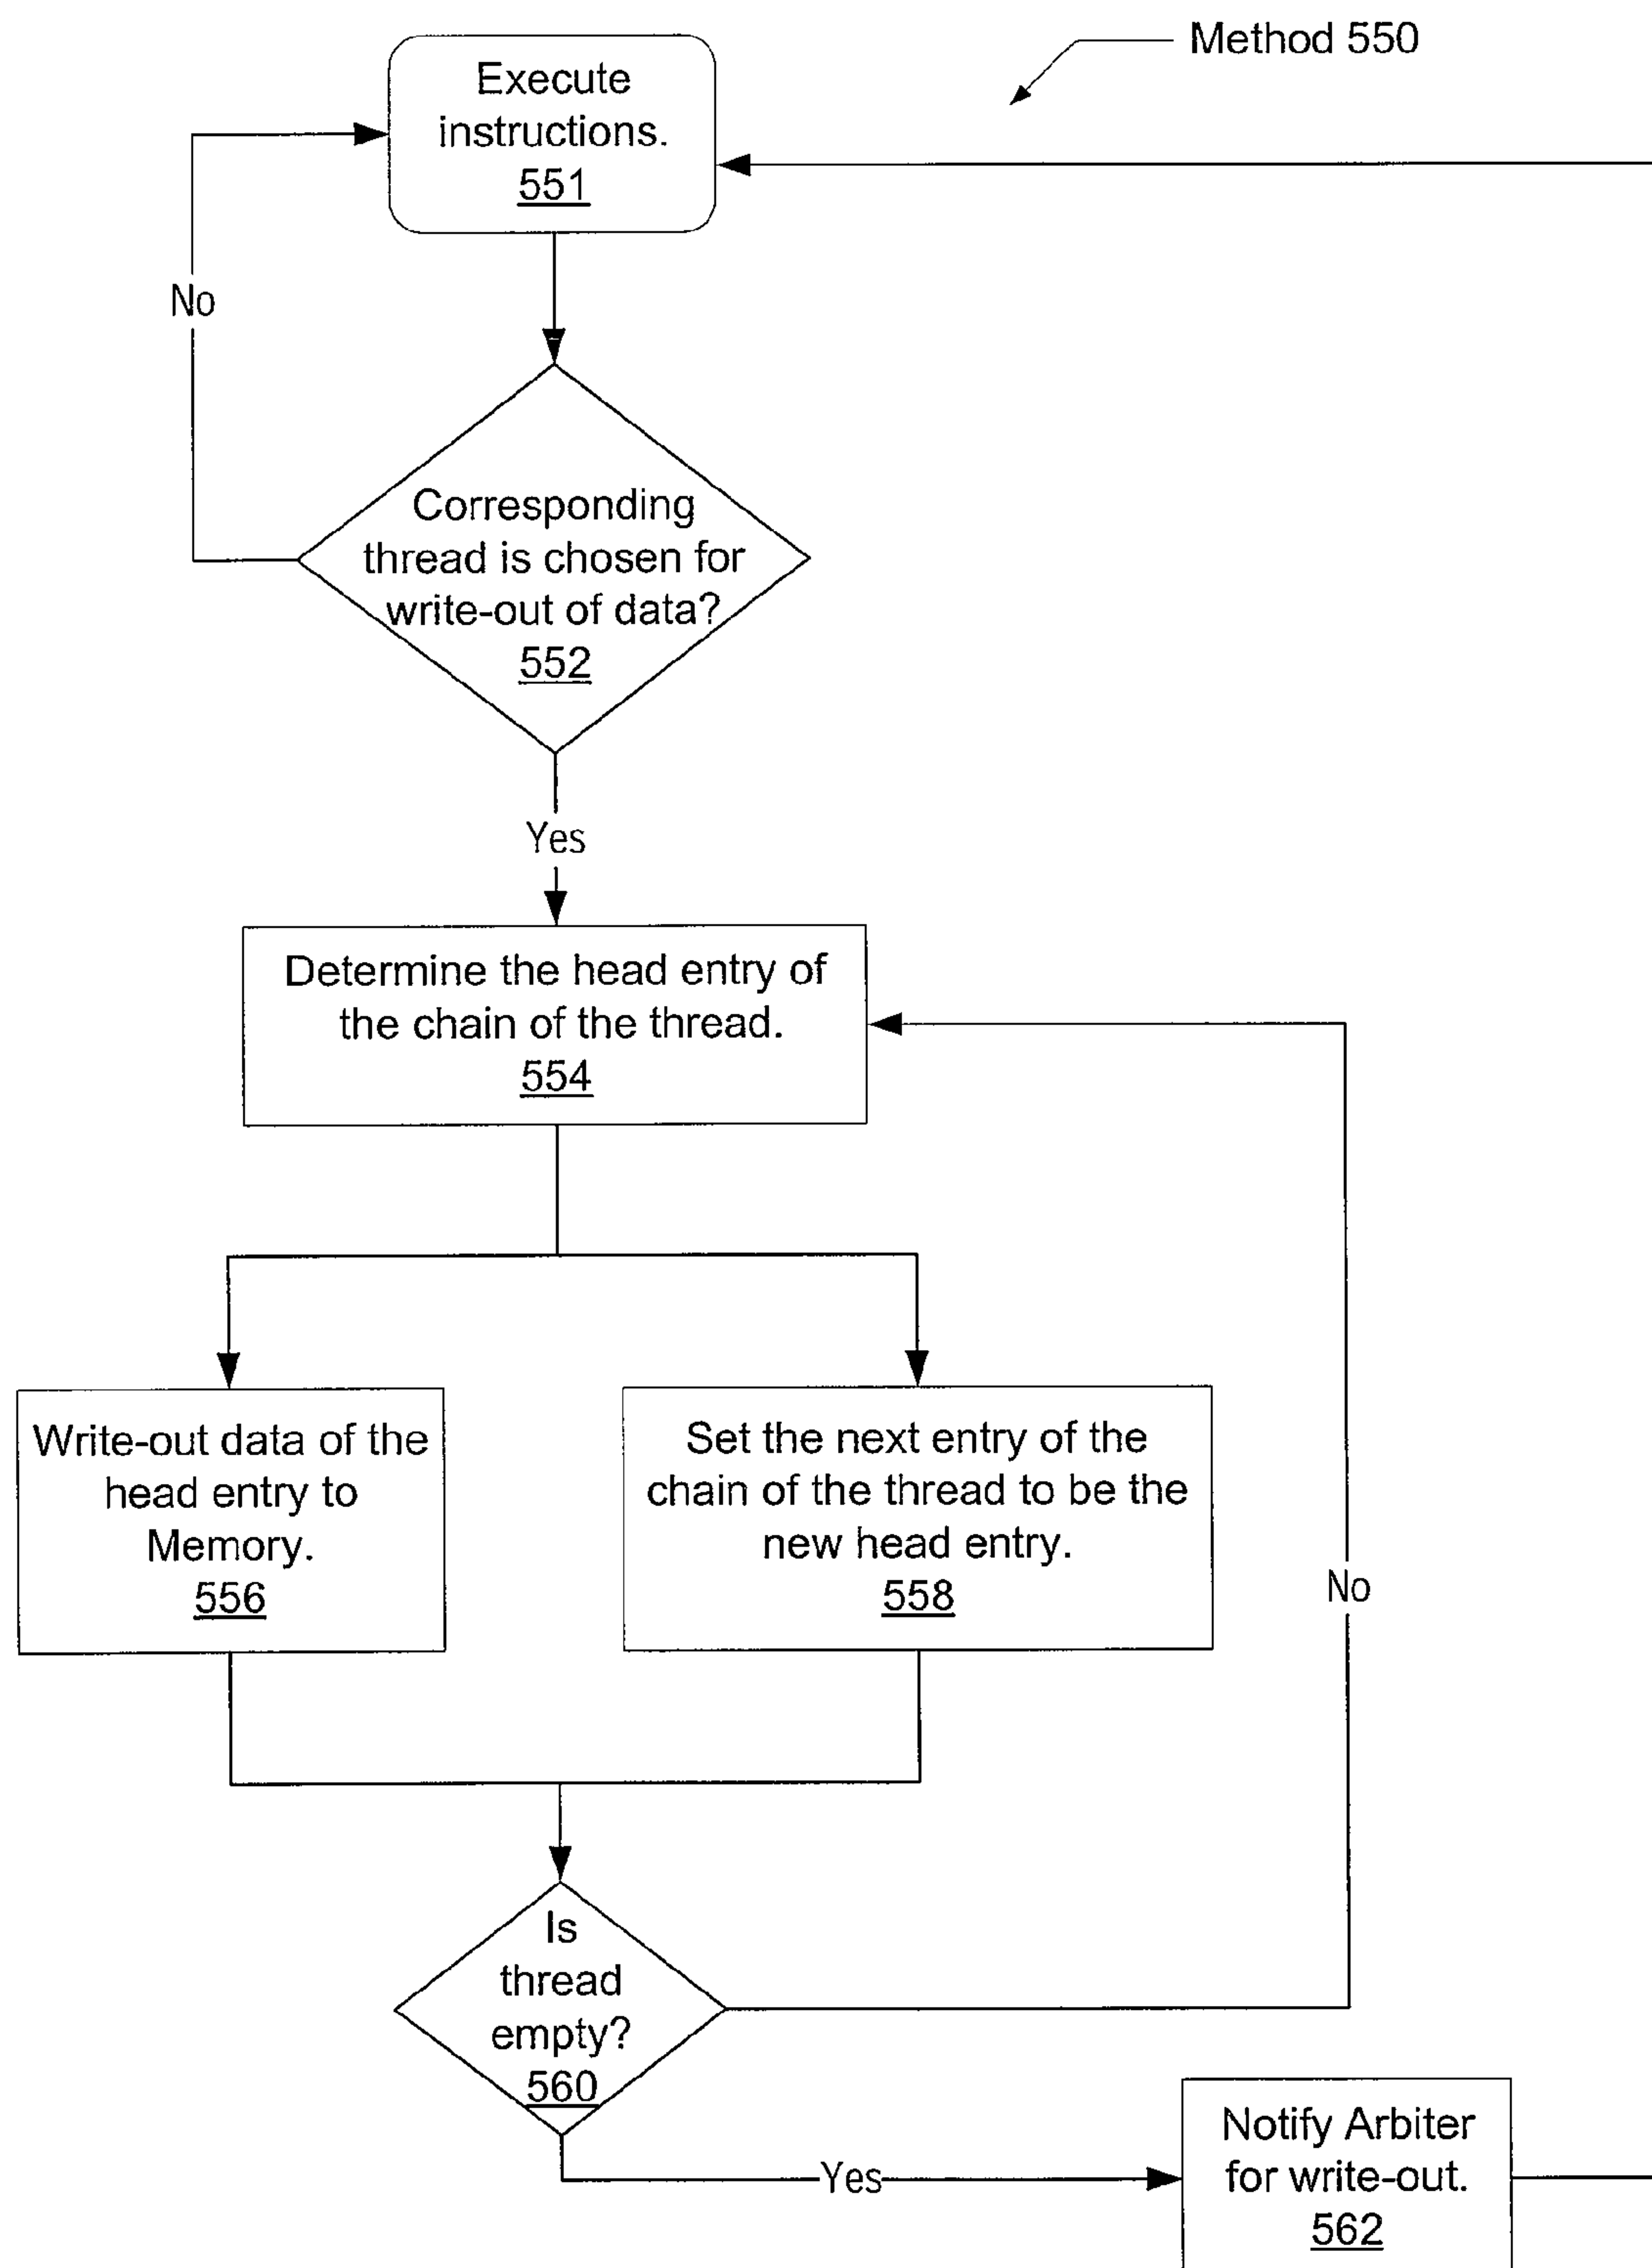 Method 550
Execute
instructions.
551
No
Corresponding
thread is chosen for
write-out of data?
552
Yes
Determine the head entry of
the chain of the thread.
554
Write-out data of the
head entry to
Memory.
556
Set the next entry of the
chain of the thread to be the
new head entry.
558
No
Is
thread
empty?
560
Yes
Notify Arbiter
for write-out.
562